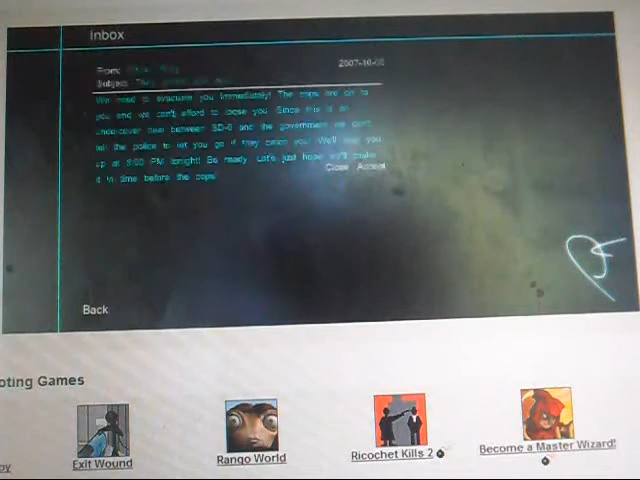 Inbox
From:
2007-10-0
Subject: They
We need to evacuate you immediately! The cops are on to
you and we can't afford to loose you. Since this is an
undercover deal between SD-6 and the government we can't
tell the police to let you go if they catch you! We'll pick you
up at 8:00 PM tonight! Be ready. Let's just hope we'll make
it in time before the cops!
Close Accept
Back
oting Games
Exit Wound
Rango World
Ricochet Kills 2
Become a Master Wizard!